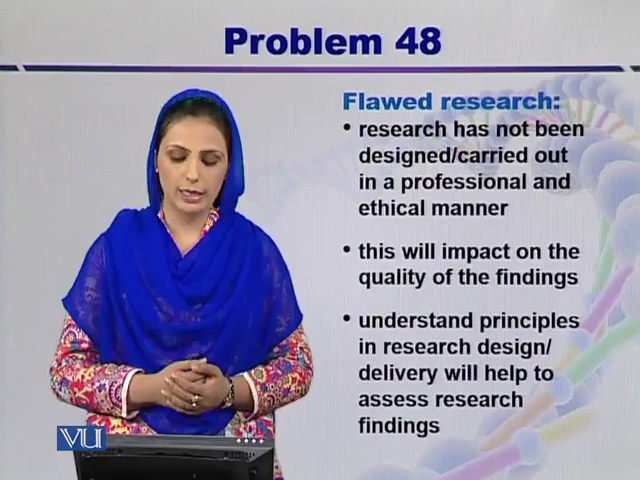 Problem 48
Flawed research:
• research has not been
designed/carried out
in a professional and
ethical manner
• this will impact on the
quality of the findings
• understand principles
in research design/
delivery will help to
assess research
findings
VU